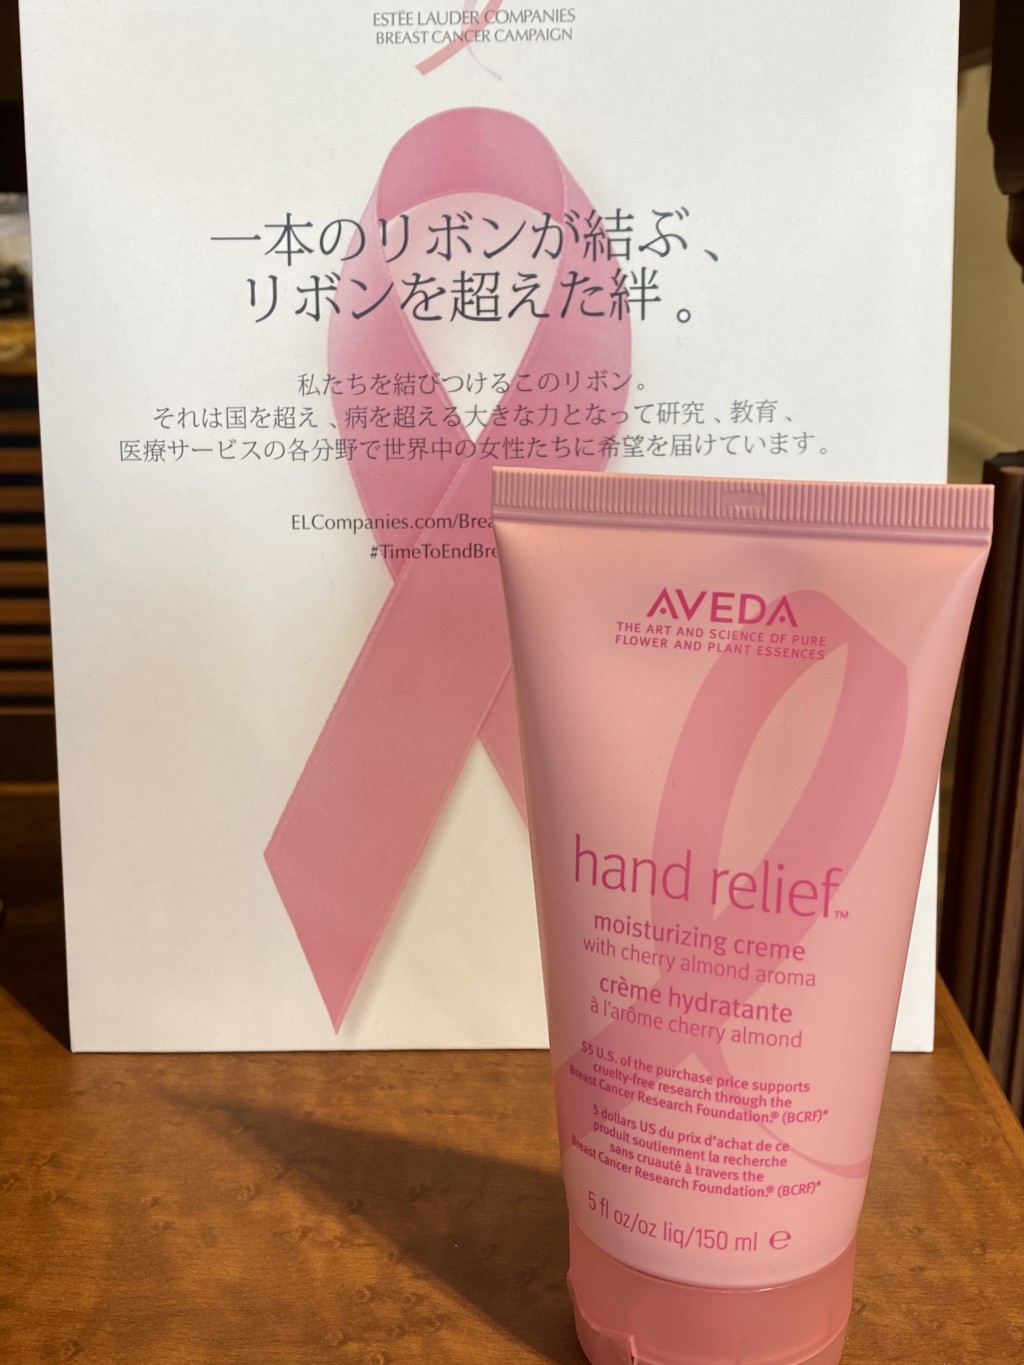 ESTĒE LAUDER COMPANIES
BREAST CANCER CAMPAIGN
一本のリボンが結ぶ、
リボンを超えた絆。
私たちを結びつけるこのリボン。
それは国を超え、病を超える大きな力となって研究、教育、
医療サービスの各分野で世界中の女性たちに希望を届けています。
ELCompanies.com/Brea
#TimeToEndBre
AVEDA
THE ART AND SCIENCE OF PURE
FLOWER AND PLANT ESSENCES
hand relief™
moisturizing creme
with cherry almond aroma
crème hydratante
à l'arôme cherry almond
$5 U.S. of the purchase price supports
cruelty-free research through the
Breast Cancer Research Foundation.® (BCRF)*
5 dollars US du prix d'achat de ce
produit soutiennent la recherche
sans cruauté à travers the
Breast Cancer Research Foundation.® (BCRF)*
5 fl oz/oz liq/150 ml ℮